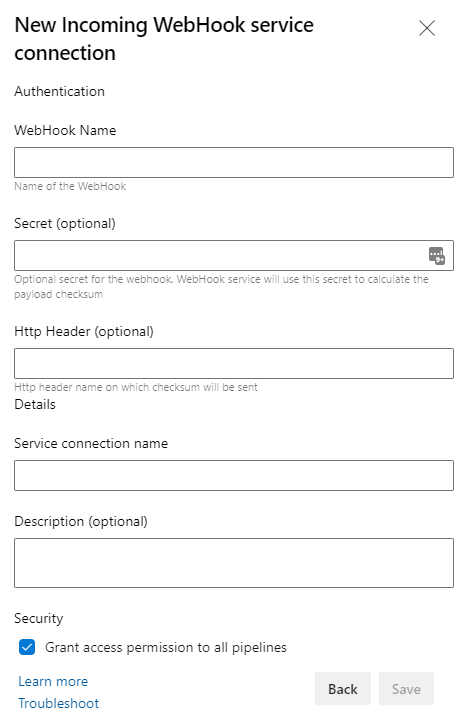 New Incoming WebHook service
connection
Authentication
WebHook Name
Name of the WebHook
Secret (optional)
9+
Optional secret for the webhook. WebHook service will use this secret to calculate the
payload checksum
Http Header (optional)
Http header name on which checksum will be sent
Details
Service connection name
Description (optional)
Security
Grant access permission to all pipelines
Learn more
Back Save
Troubleshoot